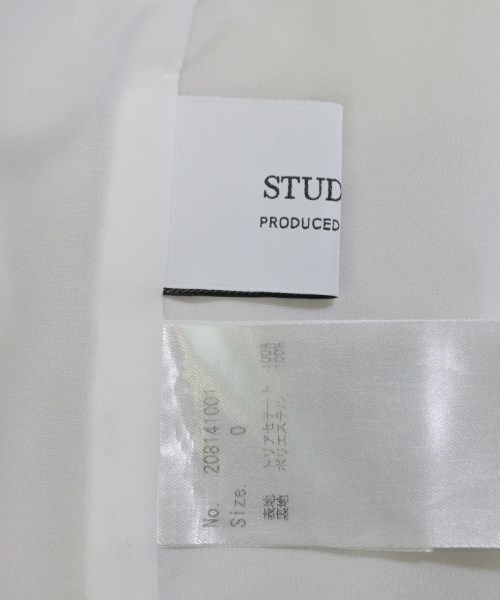 STUD
PRODUCED
No. 208141001
Size. 0
表地 トリアセテート 100%
裏地 ポリエステル 100%